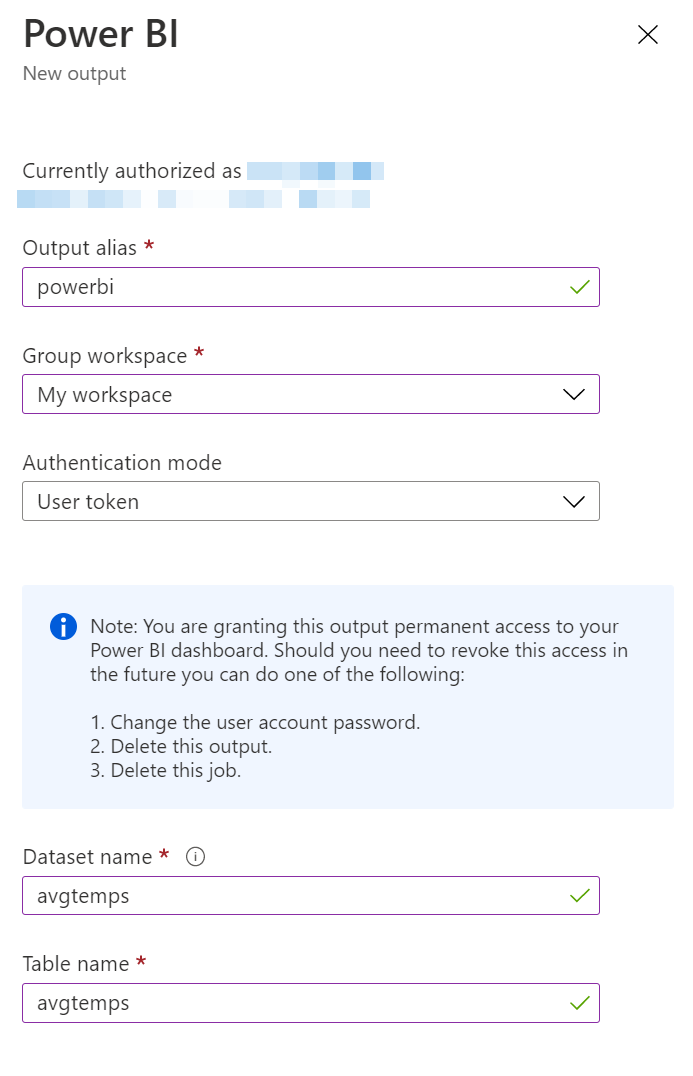 Power BI
New output
Currently authorized as
Output alias *
powerbi
Group workspace *
My workspace
Authentication mode
User token
Note: You are granting this output permanent access to your
Power BI dashboard. Should you need to revoke this access in
the future you can do one of the following:
1. Change the user account password.
2. Delete this output.
3. Delete this job.
Dataset name *
avgtemps
Table name *
avgtemps